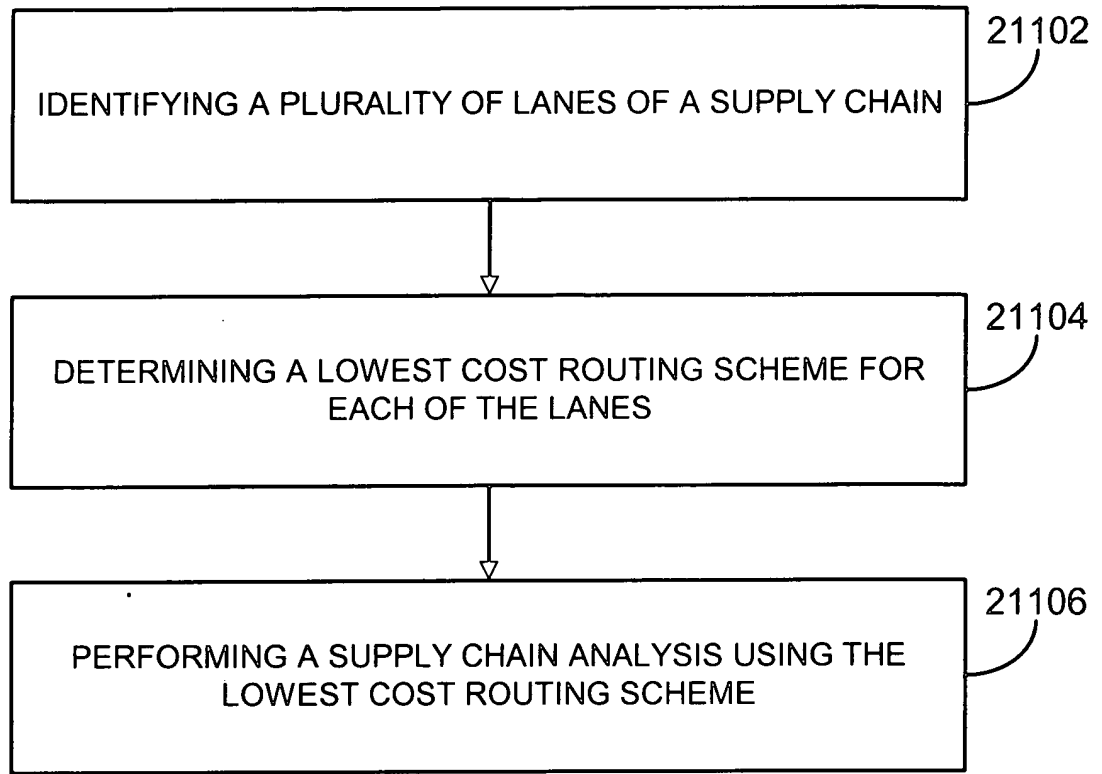 21102
IDENTIFYING A PLURALITY OF LANES OF A SUPPLY CHAIN
21104
DETERMINING A LOWEST COST ROUTING SCHEME FOR
EACH OF THE LANES
21106
PERFORMING A SUPPLY CHAIN ANALYSIS USING THE
LOWEST COST ROUTING SCHEME